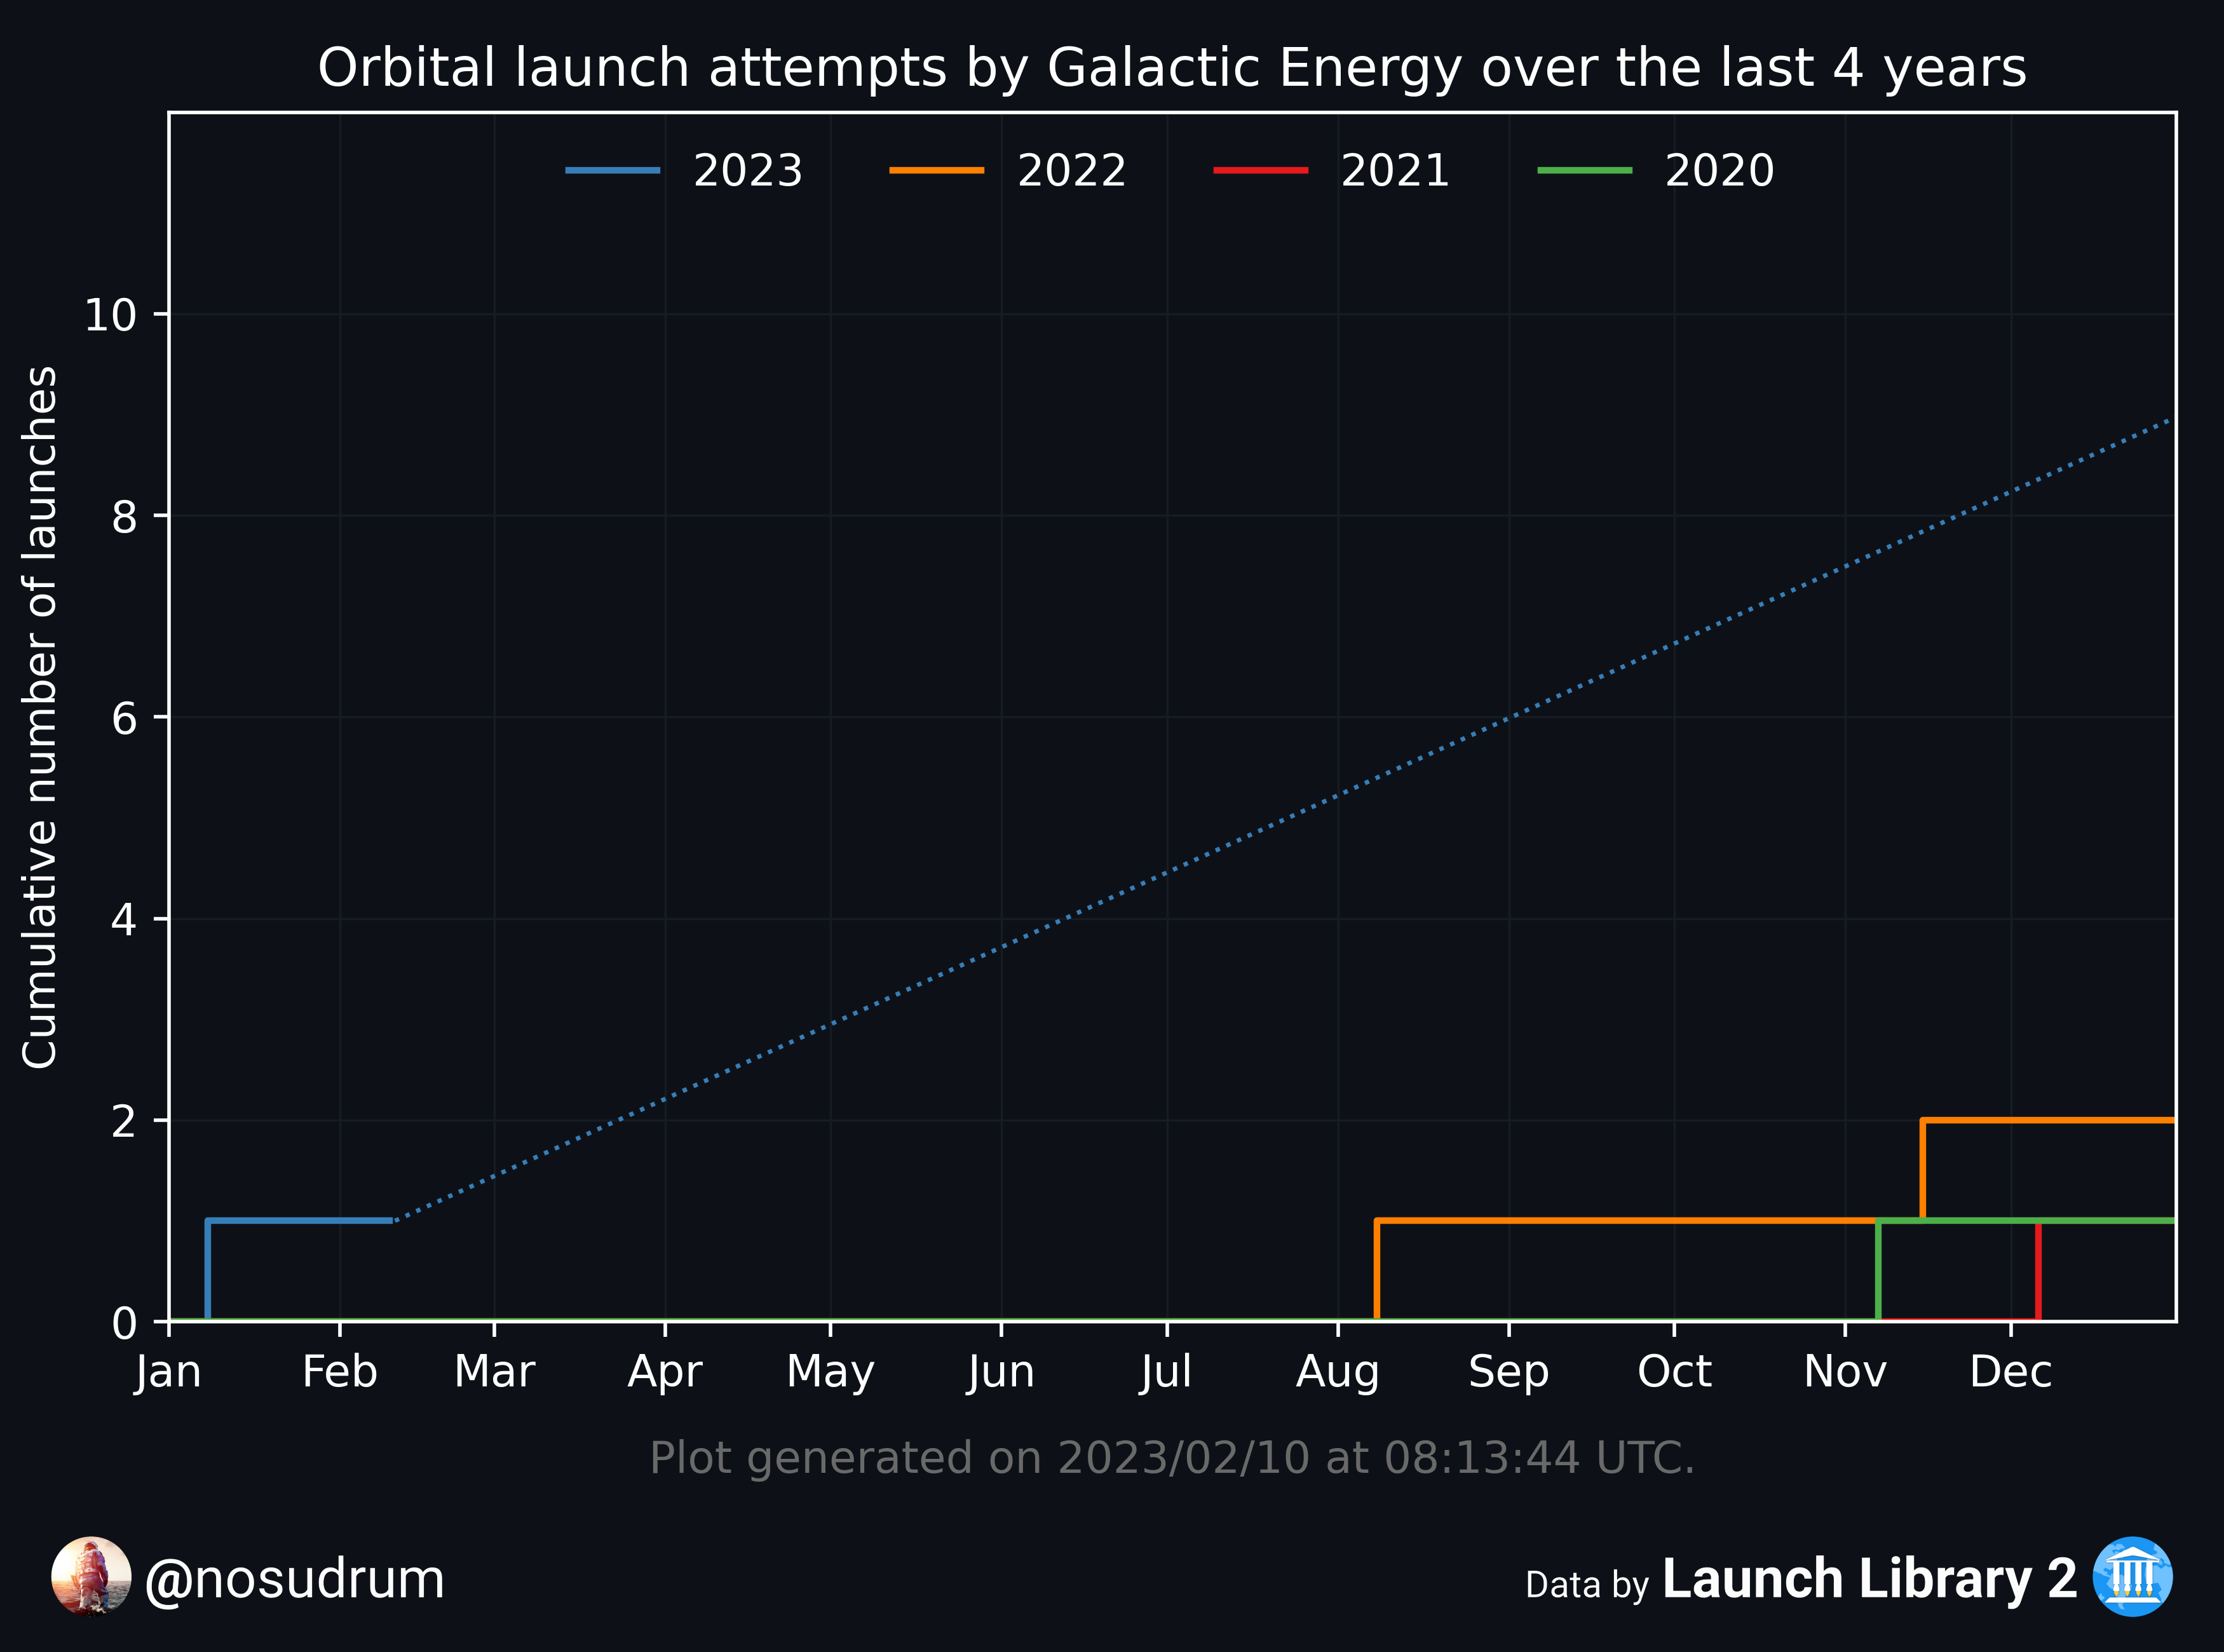 Orbital launch attempts by Galactic Energy over the last 4 years
2023 2022 2021 2020
Cumulative number of launches
10
8
6
4
2
0
Jan Feb Mar Apr May Jun Jul Aug Sep Oct Nov Dec
Plot generated on 2023/02/10 at 08:13:44 UTC.
@nosudrum
Data by Launch Library 2